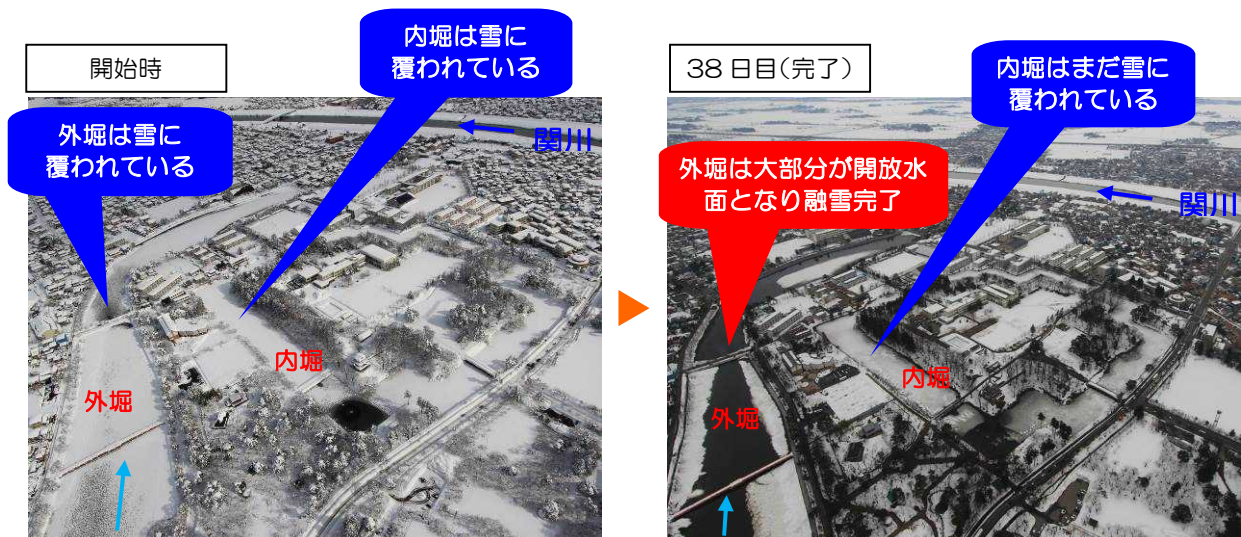 開始時
内堀は雪に
覆われている
外堀は雪に
覆われている
関川
内堀
外堀
38日目(完了)
内堀はまだ雪に
覆われている
外堀は大部分が開放水
面となり融雪完了
関川
内堀
外堀